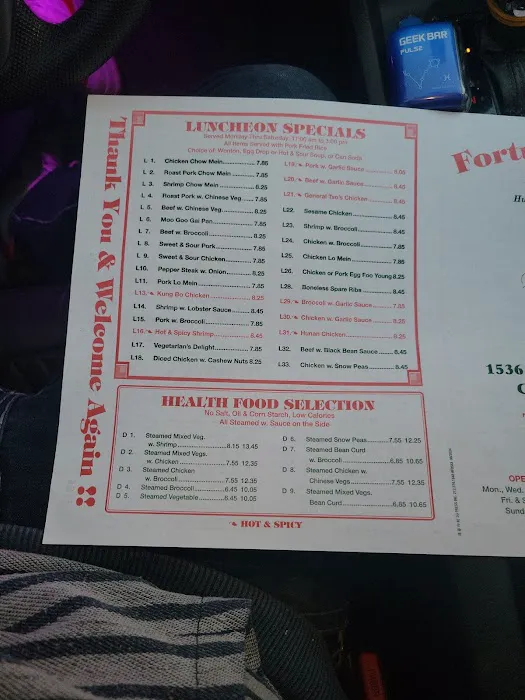 GEEK BAR
PULSE
Thank You & Welcome Again !!
LUNCHEON SPECIALS
Served Monday Thru Saturday: 11:00 am to 3:00 pm
All Items Served with Pork Fried Rice
Choice of: Wonton, Egg Drop or Hot & Sour Soup, or Can Soda
L 1. Chicken Chow Mein 7.85
L 2. Roast Pork Chow Mein 7.85
L 3. Shrimp Chow Mein 8.25
L 4. Roast Pork w. Chinese Veg 7.85
L 5. Beef w. Chinese Veg. 8.25
L 6. Moo Goo Gai Pan 7.85
L 7. Beef w. Broccoli 8.25
L 8. Sweet & Sour Pork 7.85
L 9. Sweet & Sour Chicken 7.85
L10. Pepper Steak w. Onion 8.25
L11. Pork Lo Mein 7.85
L13. Kung Bo Chicken 8.25
L14. Shrimp w. Lobster Sauce 8.45
L15. Pork w. Broccoli 7.85
L16. Hot & Spicy Shrimp 8.45
L17. Vegetarian's Delight 7.85
L18. Diced Chicken w. Cashew Nuts 8.25
L19. Pork w. Garlic Sauce
L20. Beef w. Garlic Sauce 8.45
L21. General Tso's Chicken 8.45
L22. Sesame Chicken 8.45
L23. Shrimp w. Broccoli 8.45
L24. Chicken w. Broccoli 7.85
L25. Chicken Lo Mein 7.85
L26. Chicken or Pork Egg Foo Young 8.25
L28. Boneless Spare Ribs 8.45
L29. Broccoli w. Garlic Sauce 7.85
L30. Chicken w. Garlic Sauce 8.25
L31. Hunan Chicken 8.25
L32. Beef w. Black Bean Sauce 8.45
L33. Chicken w. Snow Peas 8.45
HEALTH FOOD SELECTION
No Salt, Oil & Corn Starch, Low Calories
All Steamed w. Sauce on the Side
D 1. Steamed Mixed Veg.
w. Shrimp 8.15 13.45
D 2. Steamed Mixed Vegs.
w. Chicken 7.55 12.35
D 3. Steamed Chicken
w. Broccoli 7.55 12.35
D 4. Steamed Broccoli 6.45 10.05
D 5. Steamed Vegetable 6.45 10.05
D 6. Steamed Snow Peas 7.55 12.25
D 7. Steamed Bean Curd
w. Broccoli 6.65 10.65
D 8. Steamed Chicken w.
Chinese Vegs. 7.55 12.35
D 9. Steamed Mixed Vegs.
Bean Curd 6.65 10.65
HOT & SPICY
Fortu
Hu
1536
C
OPE
Mon., Wed.
Fri. & S
Sund